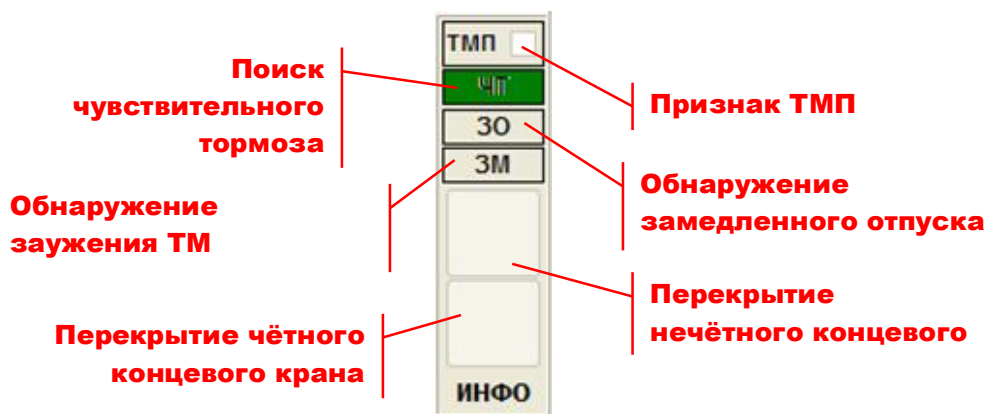 ТМП
ЧТ
ЗО
ЗМ
ИНФО
Поиск
чувствительного
тормоза
Обнаружение
заужения ТМ
Перекрытие чётного
концевого крана
Признак ТМП
Обнаружение
замедленного отпуска
Перекрытие
нечётного концевого